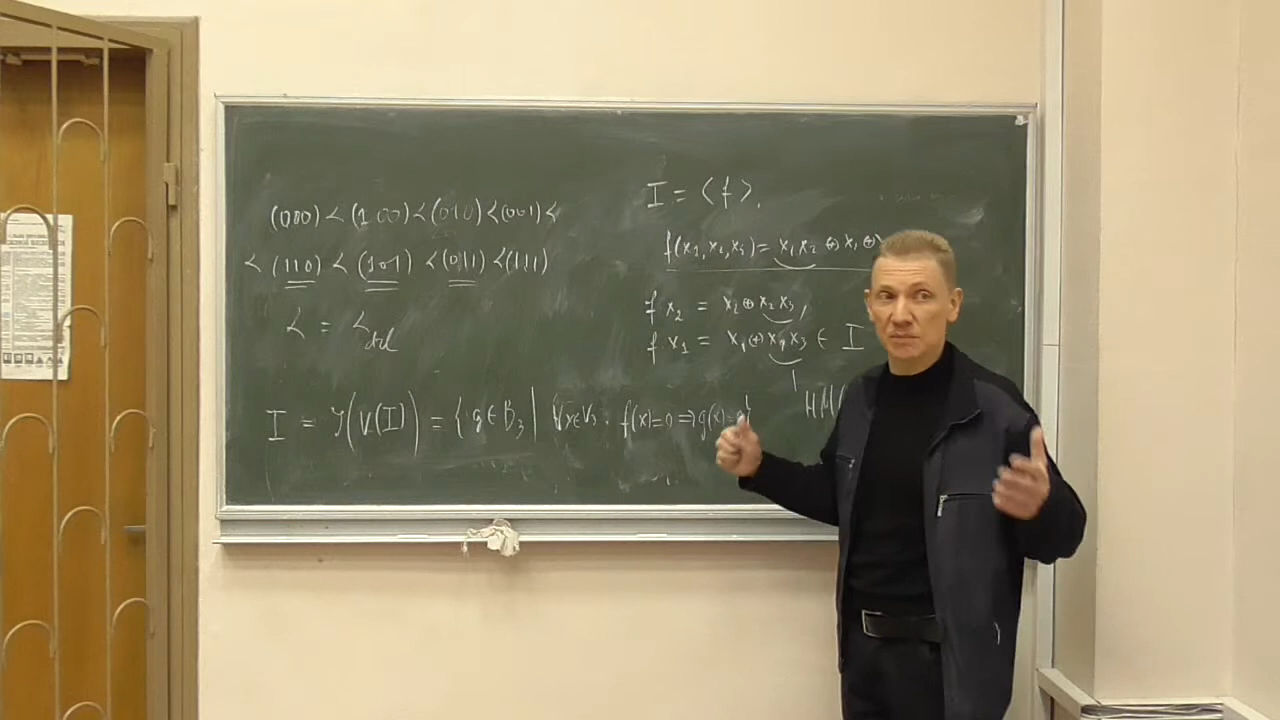 (000) < (100) < (010) < (001) <
< (110) < (101) < (011) < (111)
< = <
I = J(V(I)) = { g ∈ B₃ | ∀x∈V₃. f(x)=0 ⇒ g(x)=0 }
I = ⟨f⟩.
f(x₁,x₂,x₃) = x₁x₂ ⊕ x₁ ⊕
f x₂ = x₂ ⊕ x₂x₃,
f x₁ = x₁ ⊕ x₁x₃ ∈ I